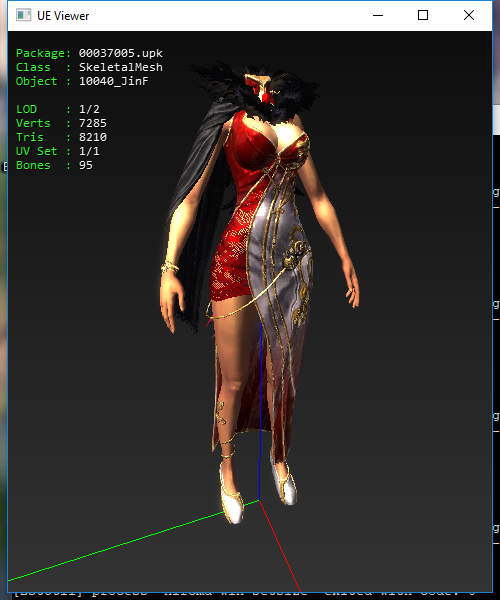 UE Viewer
Package: 00037005.upk
Class : SkeletalMesh
Object : 10040_JinF
LOD : 1/2
Verts : 7285
Tris : 8210
UV Set : 1/1
Bones : 95